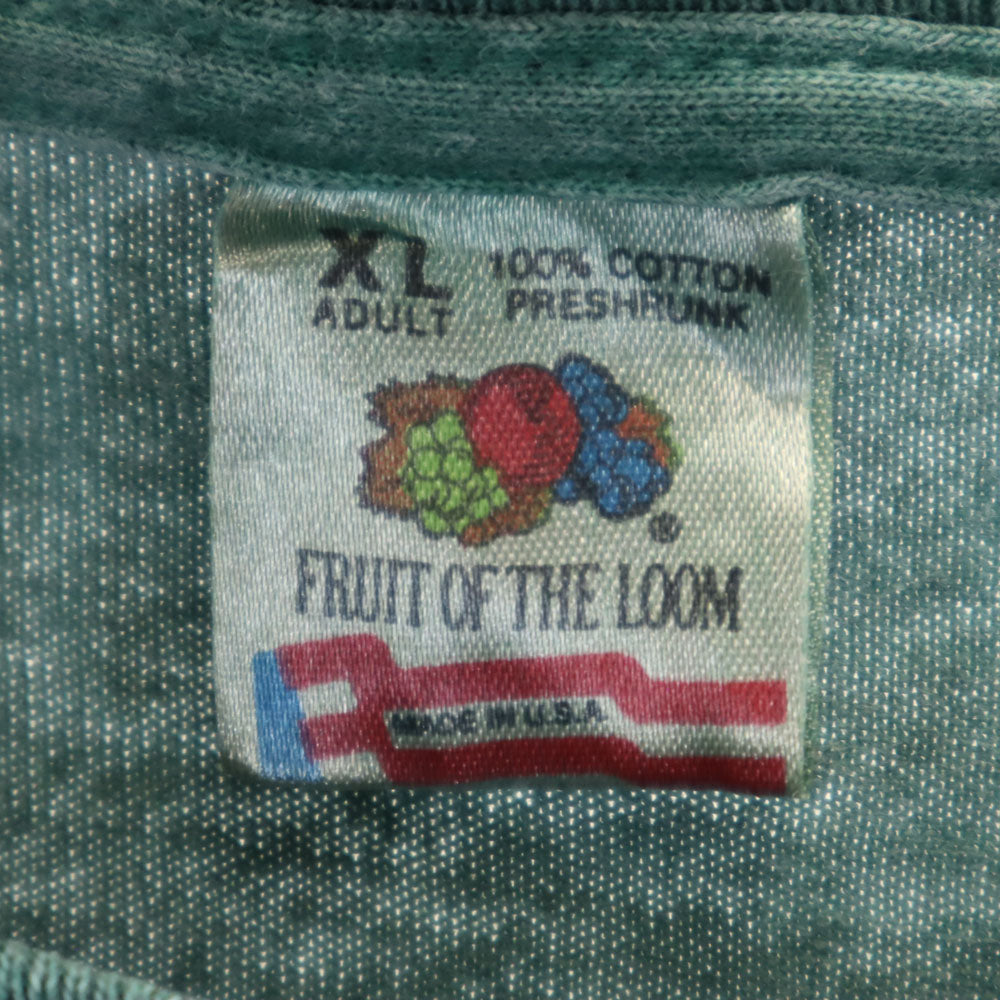 XL
ADULT
100% COTTON
PRESHRUNK
®
FRUIT OF THE LOOM
MADE IN U.S.A.